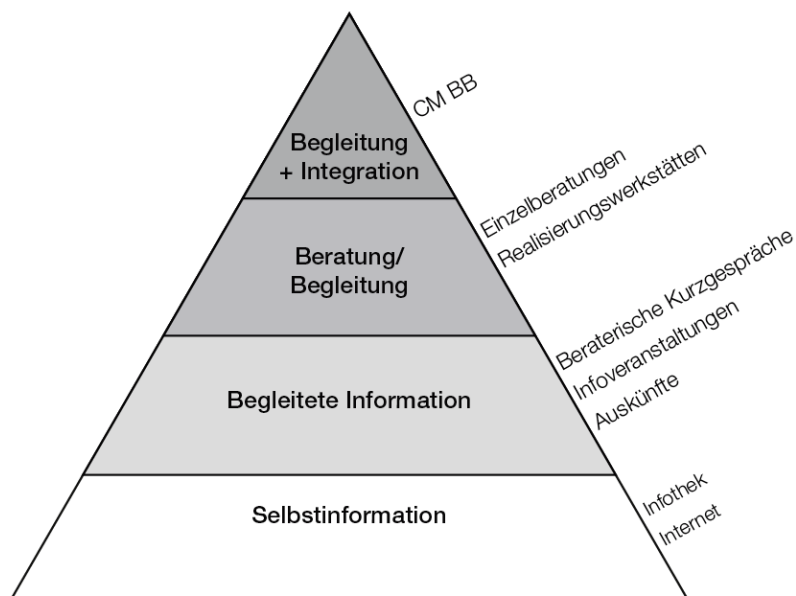 CM BB
Begleitung
+ Integration
Einzelberatungen
Realisierungswerkstätten
Beratung/
Begleitung
Beraterische Kurzgespräche
Infoveranstaltungen
Auskünfte
Begleitete Information
Infothek
Internet
Selbstinformation